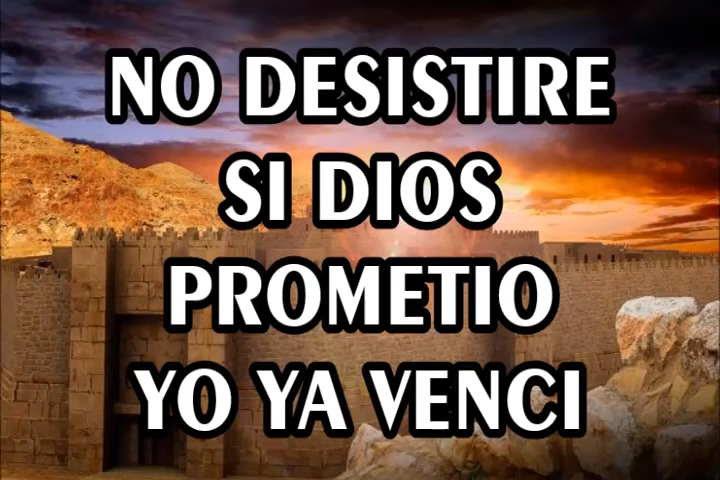 NO DESISTIRE
SI DIOS
PROMETIO
YO YA VENCI